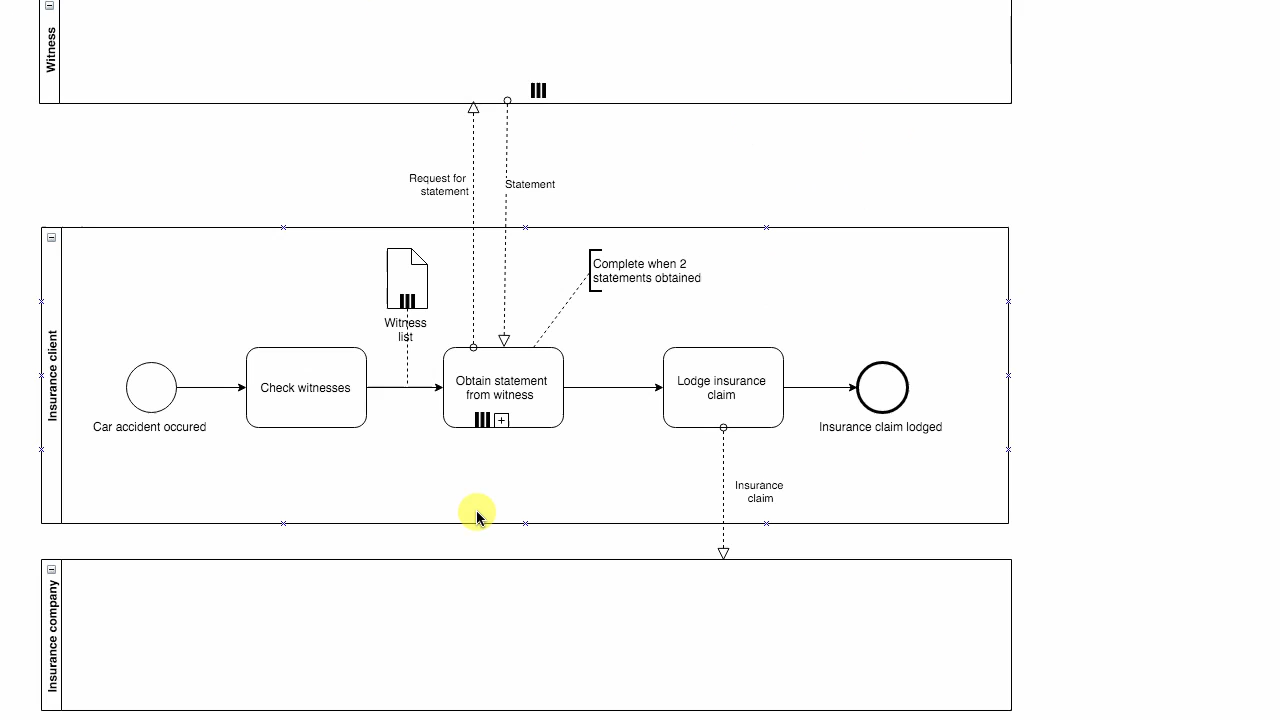 Witness
Request for
statement
Statement
Insurance client
Complete when 2
statements obtained
Witness
list
Check witnesses
Obtain statement
from witness
Lodge insurance
claim
Car accident occured
Insurance claim lodged
Insurance
claim
Insurance company